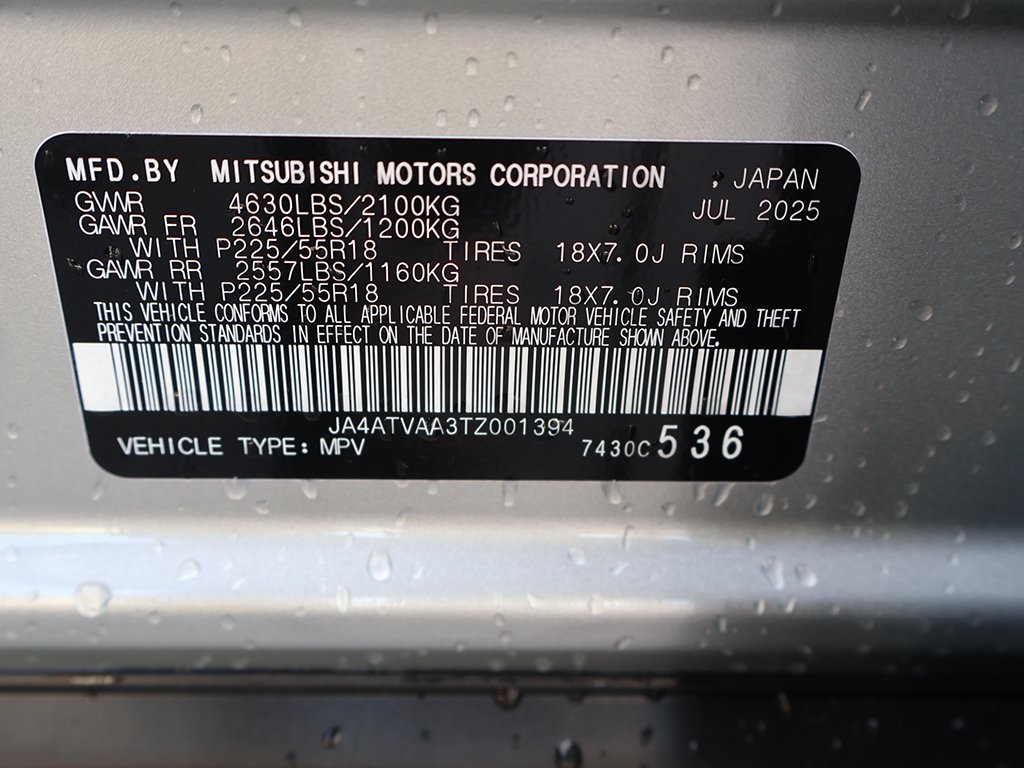 MFD.BY MITSUBISHI MOTORS CORPORATION , JAPAN
GVWR 4630LBS/2100KG JUL 2025
GAWR FR 2646LBS/1200KG
WITH P225/55R18 TIRES 18X7.0J RIMS
GAWR RR 2557LBS/1160KG
WITH P225/55R18 TIRES 18X7.0J RIMS
THIS VEHICLE CONFORMS TO ALL APPLICABLE FEDERAL MOTOR VEHICLE SAFETY AND THEFT
PREVENTION STANDARDS IN EFFECT ON THE DATE OF MANUFACTURE SHOWN ABOVE.
JA4ATVAA3TZ001394
VEHICLE TYPE: MPV 7430C 536